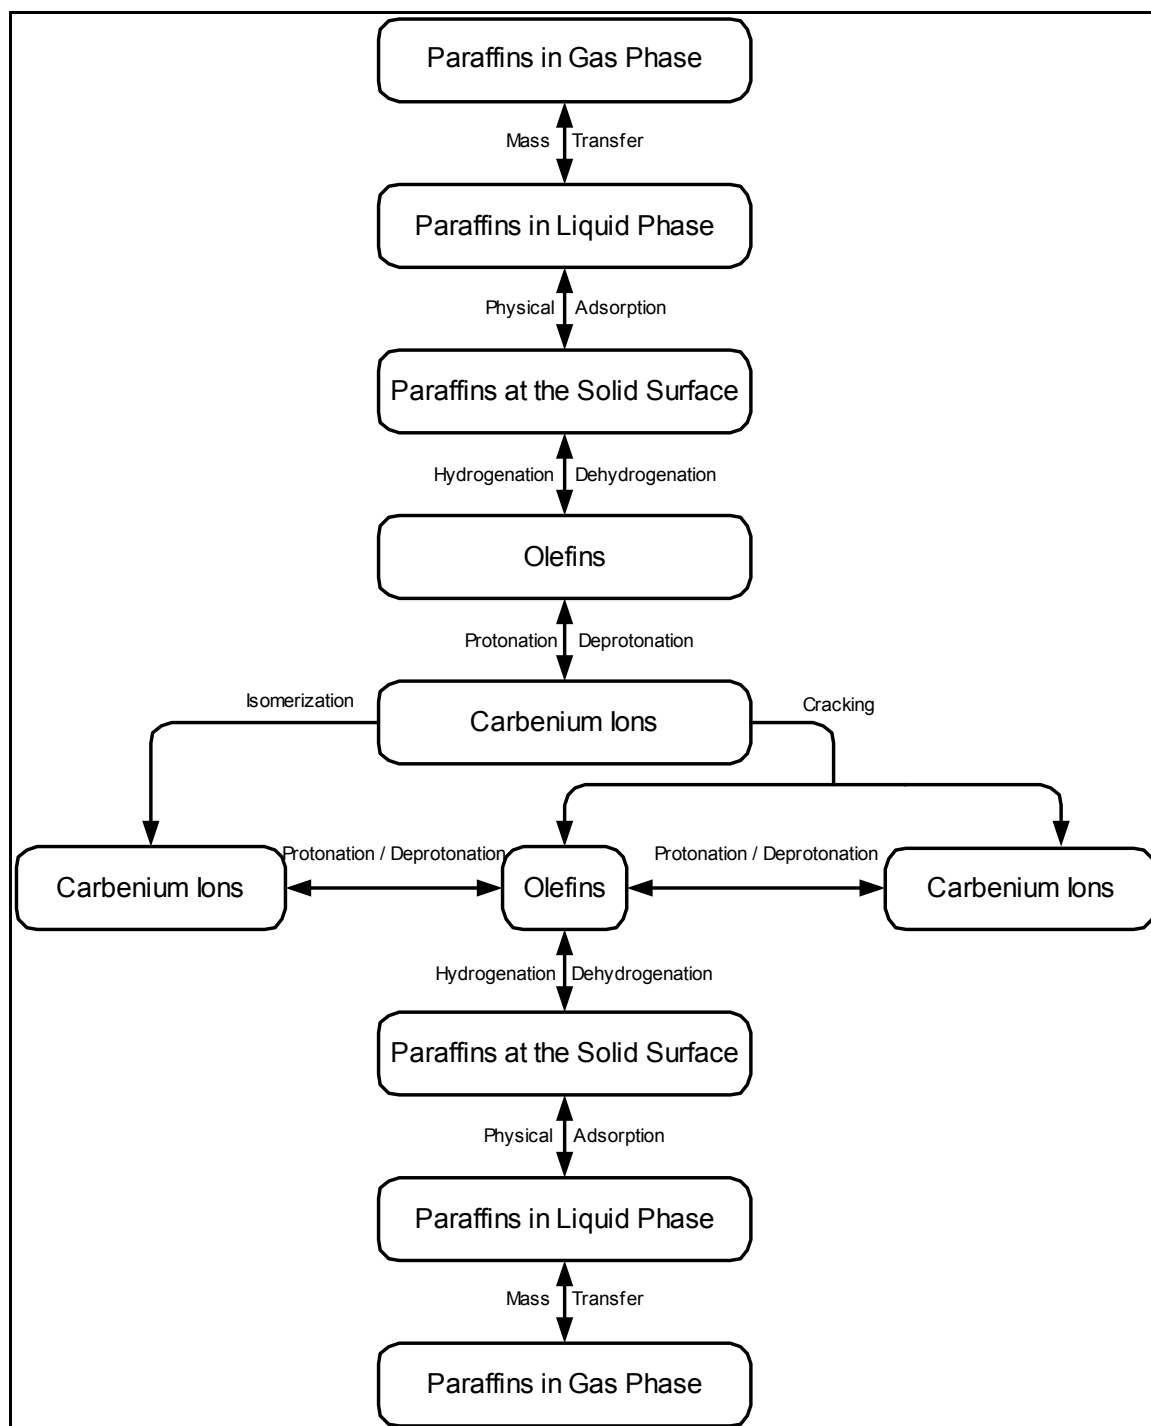 Paraffins in Gas Phase
Mass Transfer
Paraffins in Liquid Phase
Physical Adsorption
Paraffins at the Solid Surface
Hydrogenation Dehydrogenation
Olefins
Protonation Deprotonation
Isomerization
Carbenium Ions
Cracking
Protonation / Deprotonation
Protonation / Deprotonation
Carbenium Ions
Olefins
Carbenium Ions
Hydrogenation Dehydrogenation
Paraffins at the Solid Surface
Physical Adsorption
Paraffins in Liquid Phase
Mass Transfer
Paraffins in Gas Phase